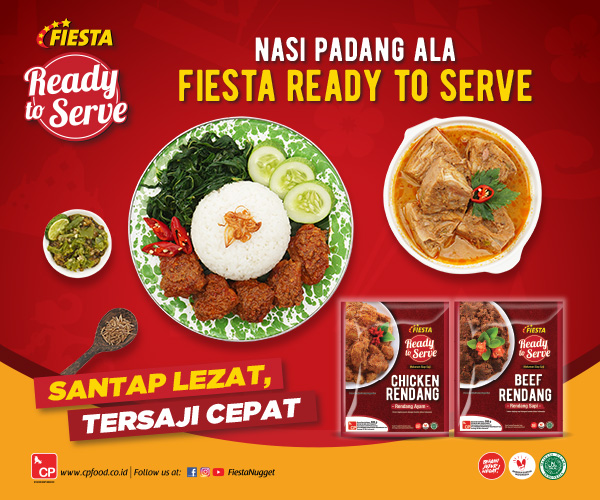 FIESTA
Ready
to Serve
NASI PADANG ALA
FIESTA READY TO SERVE
FIESTA
Ready
to Serve
CHICKEN
RENDANG
Rendang Ayam
FIESTA
Ready
to Serve
BEEF
RENDANG
Rendang Sapi
SANTAP LEZAT,
TERSAJI CEPAT
CP
www.cpfood.co.id | Follow us at: FiestaNugget